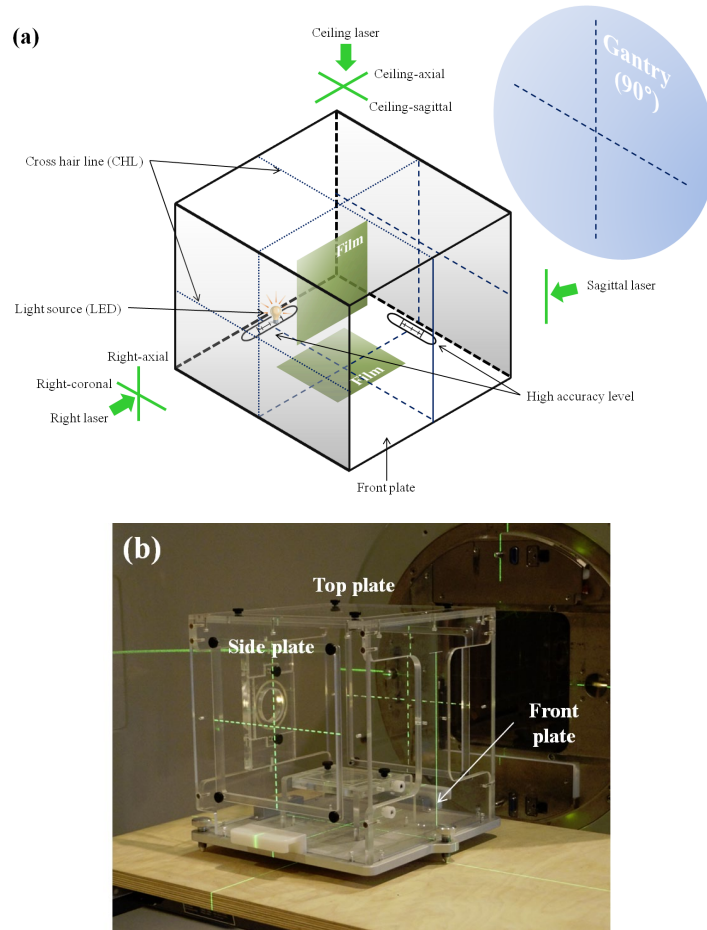 (a)
Ceiling laser
Ceiling-axial
Ceiling-sagittal
Gantry
(90°)
Cross hair line (CHL)
Film
Light source (LED)
Sagittal laser
Right-axial
Right-coronal
Right laser
Film
High accuracy level
Front plate
(b)
Top plate
Side plate
Front
plate